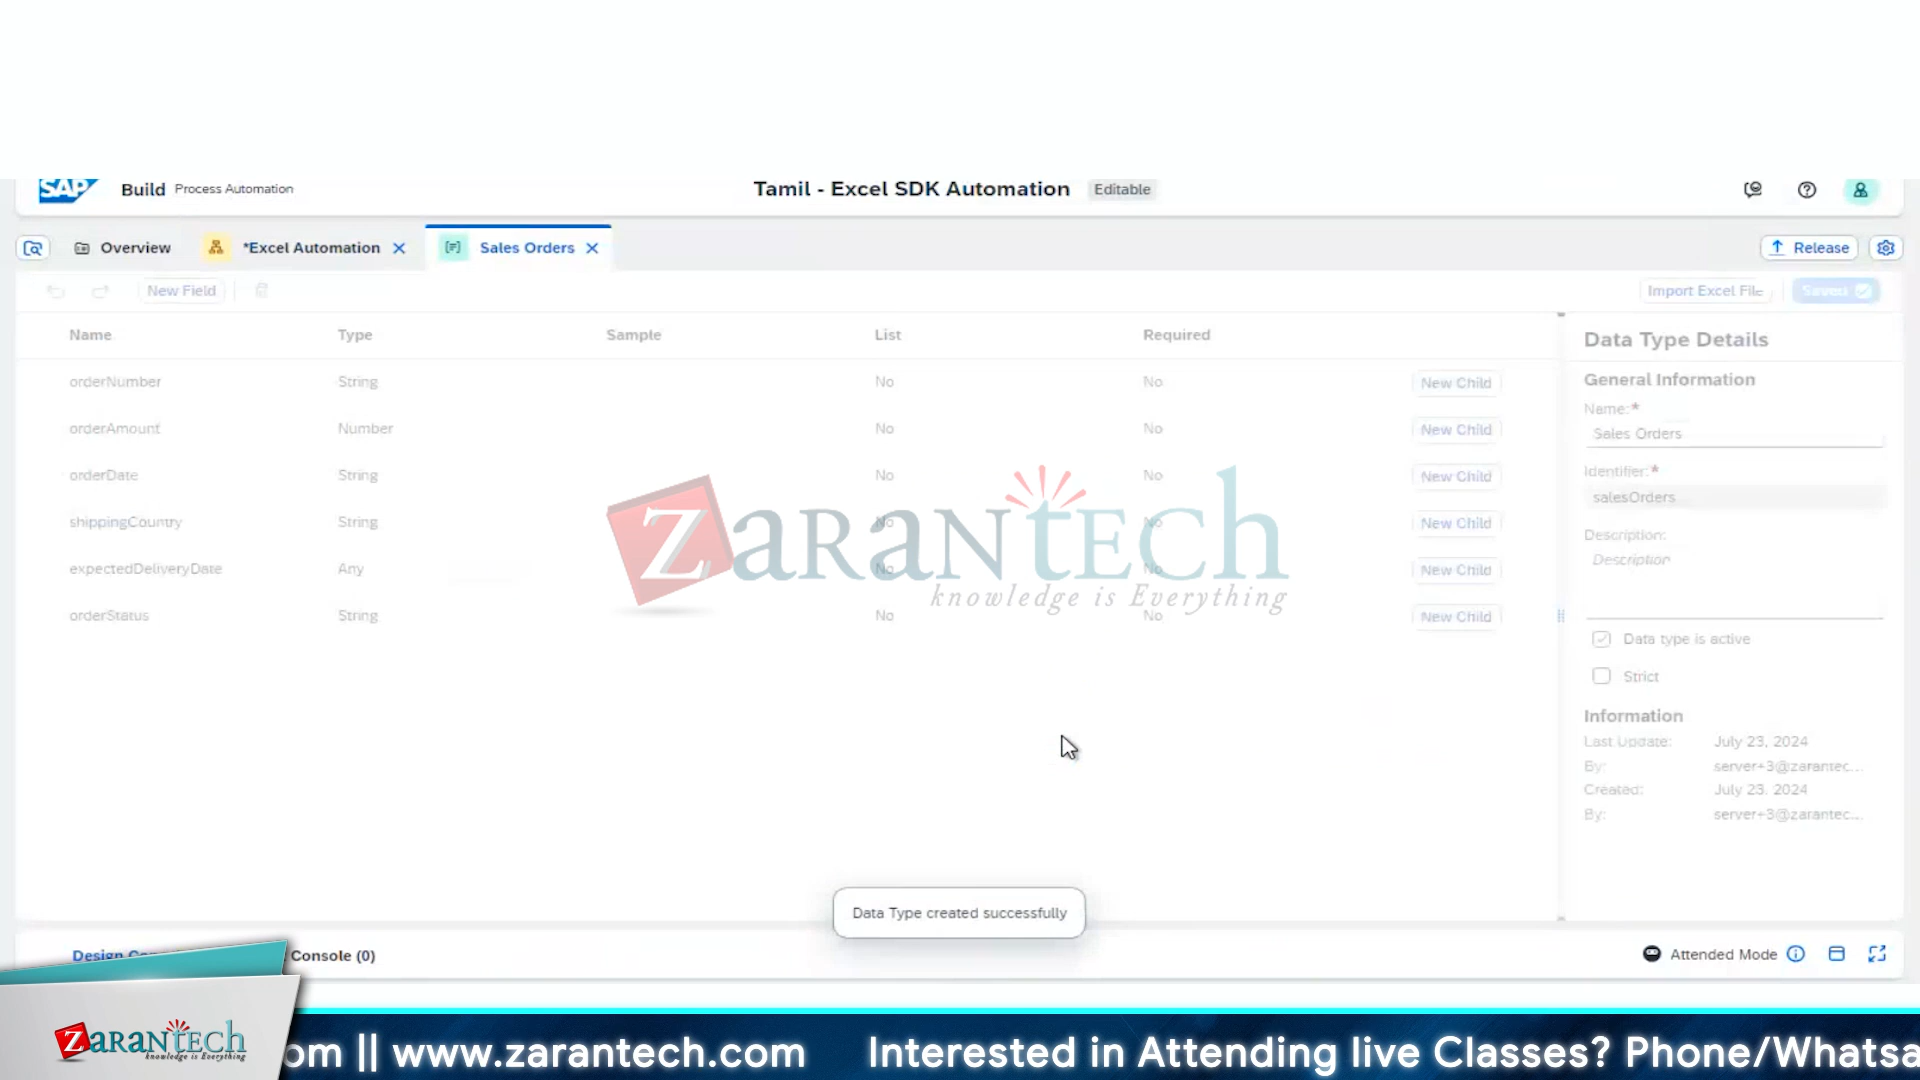 SAP Build Process Automation Tamil - Excel SDK Automation Editable
Overview *Excel Automation Sales Orders Release
New Field Import Excel File Saved
Name Type Sample List Required
orderNumber String No No New Child
orderAmount Number No No New Child
orderDate String No No New Child
shippingCountry String No No New Child
expectedDeliveryDate Any No No New Child
orderStatus String No No New Child
Data Type Details
General Information
Name:*
Sales Orders
Identifier:*
salesOrders
Description:
Description
Data type is active
Strict
Information
Last Update: July 23, 2024
By: server+3@zarantec...
Created: July 23, 2024
By: server+3@zarantec...
ZARANTECH
knowledge is Everything
Data Type created successfully
Design Console (0) Attended Mode
ZARANTECH
knowledge is Everything
om || www.zarantech.com Interested in Attending live Classes? Phone/Whatsa